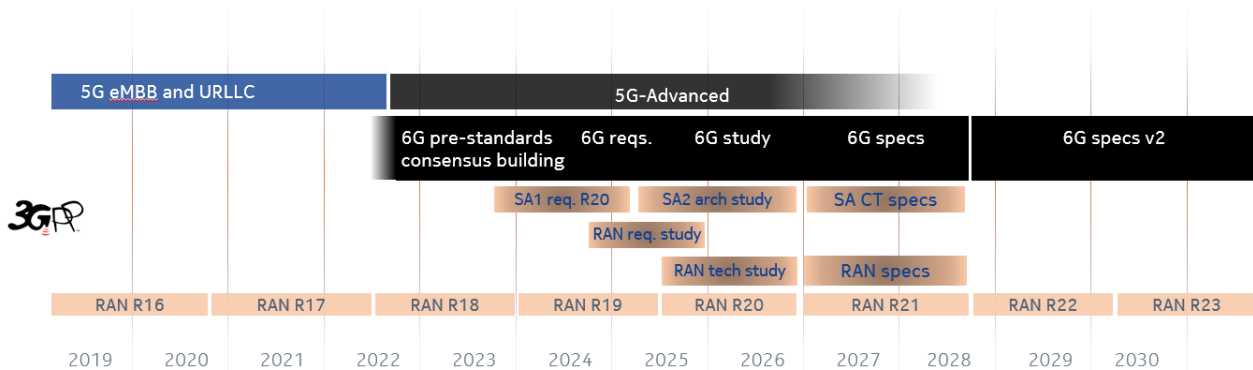 5G eMBB and URLLC
5G-Advanced
6G pre-standards
consensus building
6G reqs.
6G study
6G specs
6G specs v2
3GPP
SA1 req. R20
SA2 arch study
SA CT specs
RAN req. study
RAN tech study
RAN specs
RAN R16
RAN R17
RAN R18
RAN R19
RAN R20
RAN R21
RAN R22
RAN R23
2019
2020
2021
2022
2023
2024
2025
2026
2027
2028
2029
2030